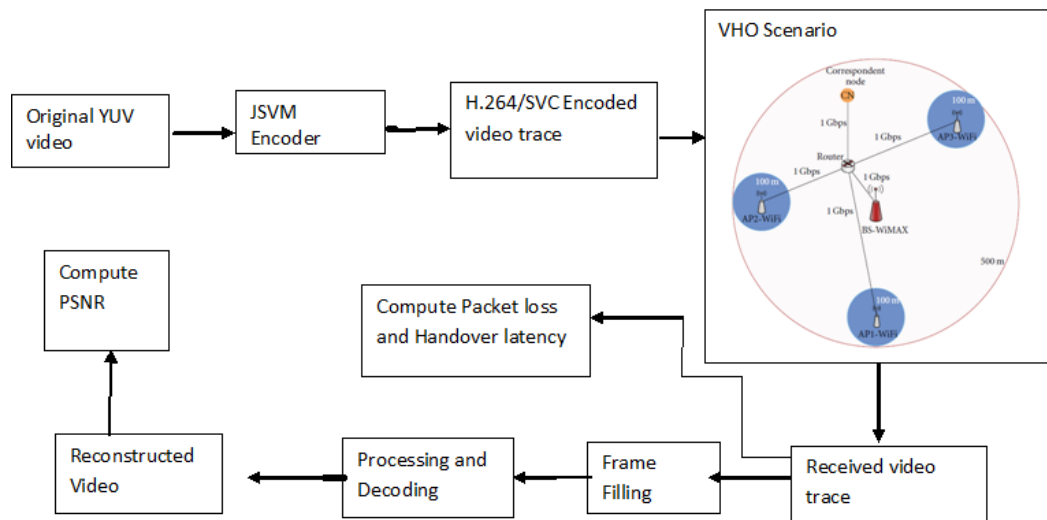 VHO Scenario
Original YUV
video
JSVM
Encoder
H.264/SVC Encoded
video trace
Correspondent
node
CN
1 Gbps
100 m
AP3-WiFi
1 Gbps
Router
1 Gbps
100 m
AP2-WiFi
1 Gbps
BS-WiMAX
1 Gbps
500 m
100 m
AP1-WiFi
Compute
PSNR
Compute Packet loss
and Handover latency
Reconstructed
Video
Processing and
Decoding
Frame
Filling
Received video
trace